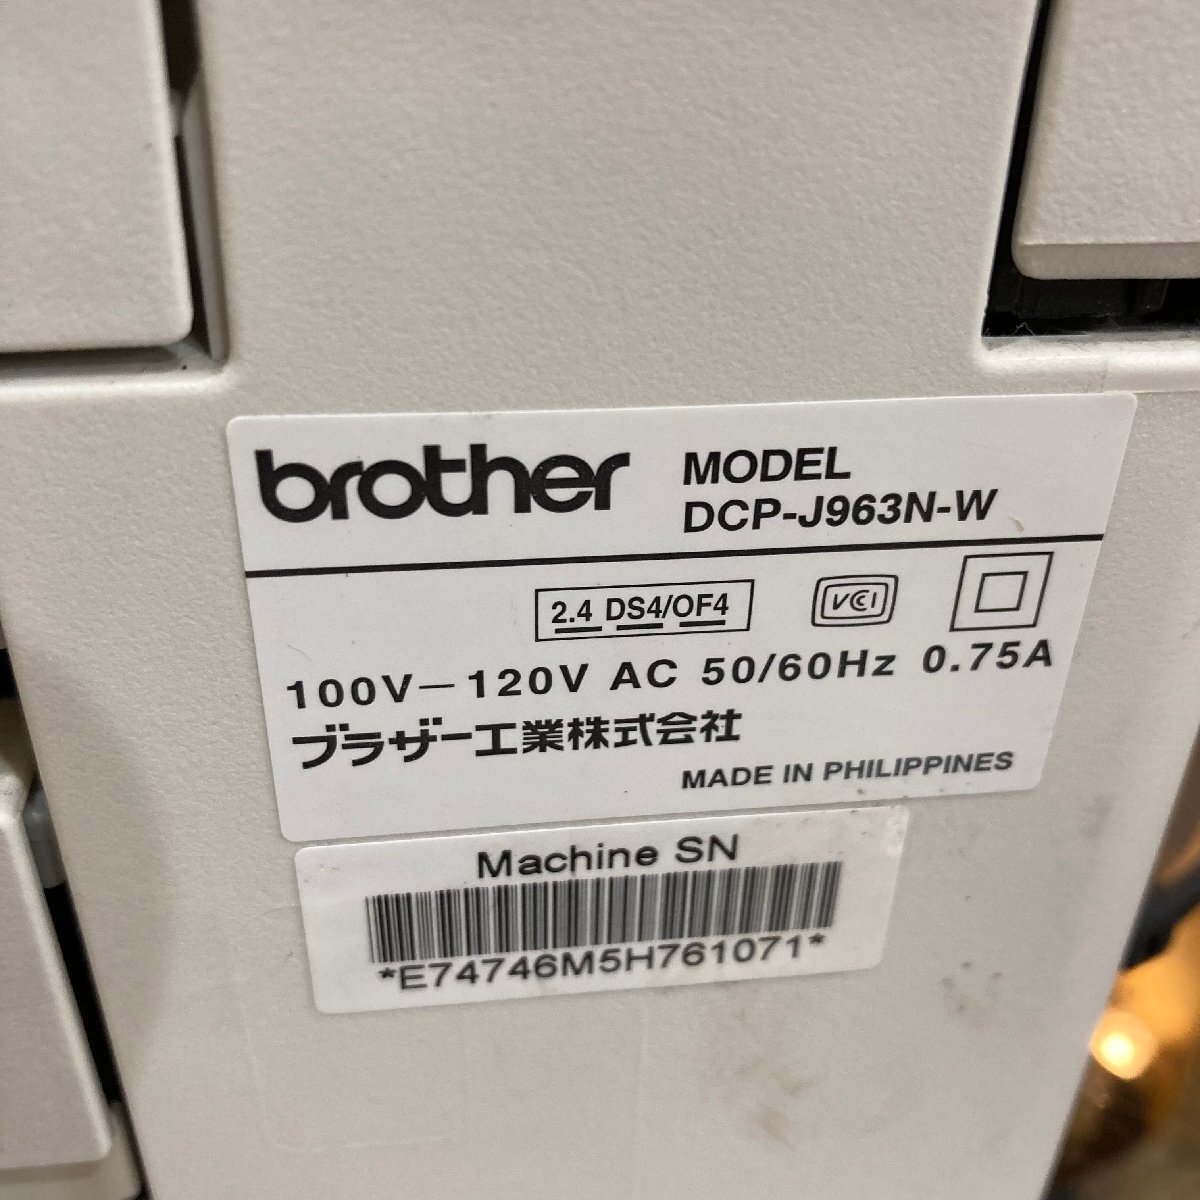 brother
MODEL
DCP-J963N-W
2.4 DS4/OF4
VCCI
100V－120V AC 50/60Hz 0.75A
ブラザー工業株式会社
MADE IN PHILIPPINES
Machine SN
*E74746M5H761071*